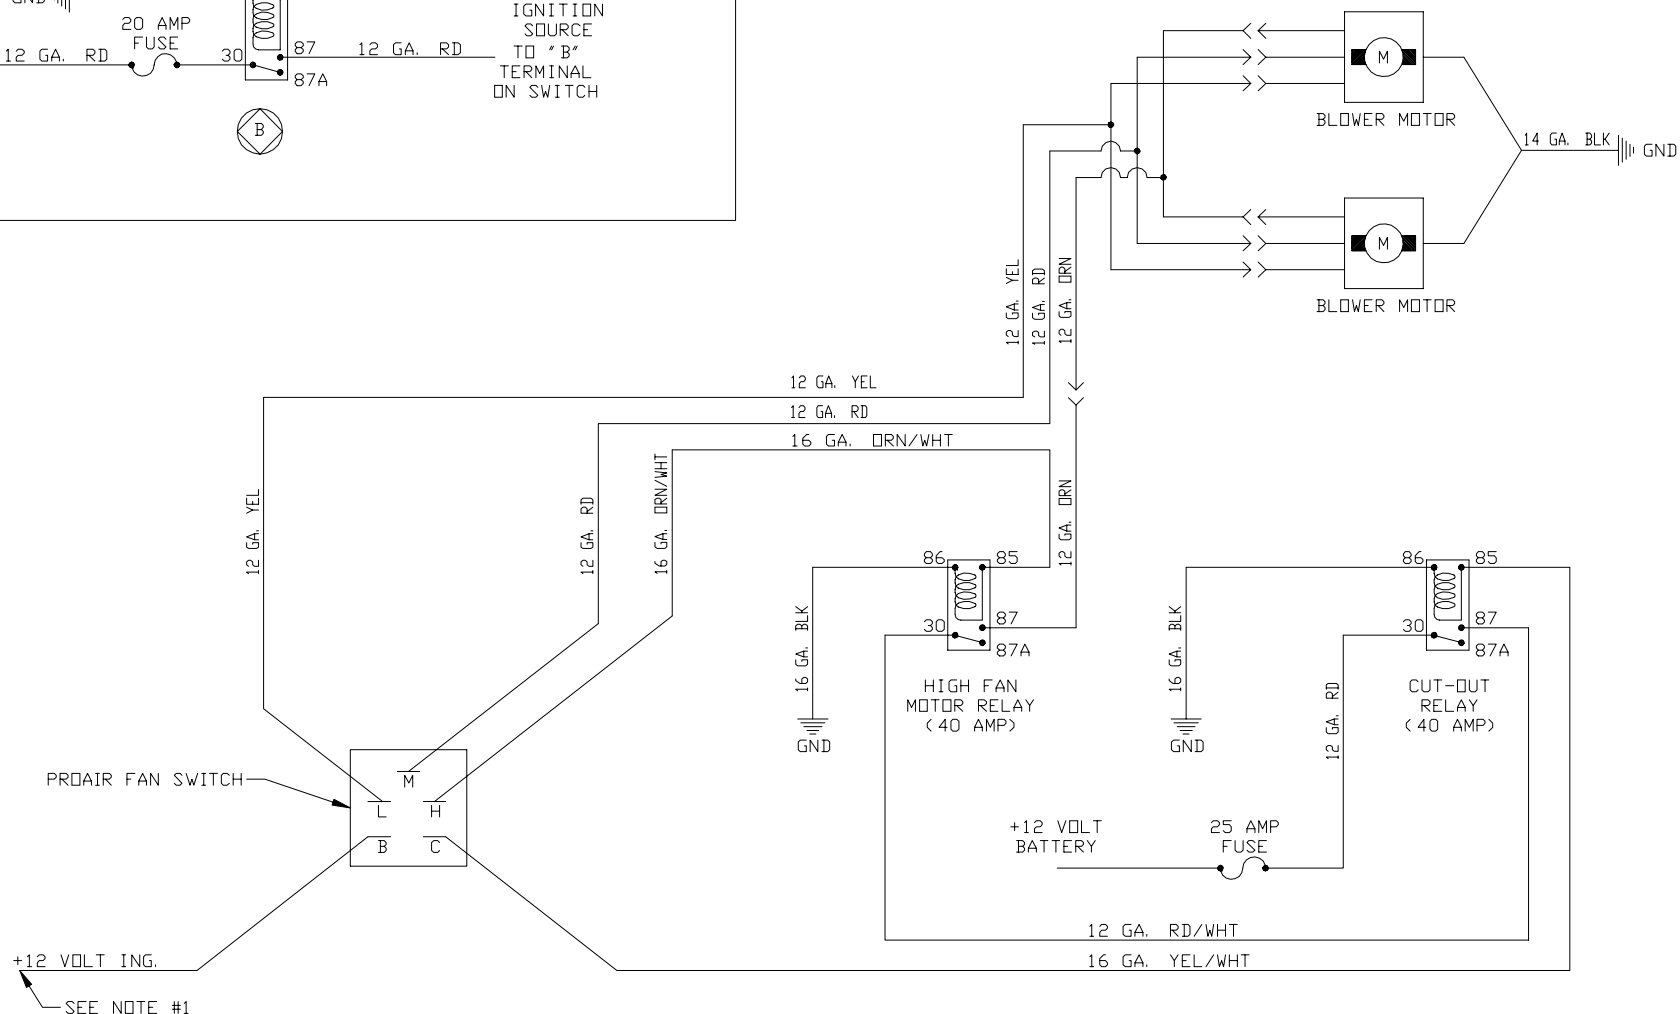 GND
20 AMP
FUSE
12 GA. RD
30
87
87A
12 GA. RD
IGNITION
SOURCE
TO "B"
TERMINAL
ON SWITCH
B
M
BLOWER MOTOR
14 GA. BLK
GND
M
BLOWER MOTOR
12 GA. YEL
12 GA. RD
12 GA. ORN
12 GA. YEL
12 GA. RD
16 GA. ORN/WHT
12 GA. YEL
12 GA. RD
16 GA. ORN/WHT
12 GA. ORN
86
85
30
87
87A
16 GA. BLK
GND
HIGH FAN
MOTOR RELAY
(40 AMP)
86
85
30
87
87A
16 GA. BLK
GND
12 GA. RD
CUT-OUT
RELAY
(40 AMP)
PROAIR FAN SWITCH
M
L
H
B
C
+12 VOLT
BATTERY
25 AMP
FUSE
12 GA. RD/WHT
16 GA. YEL/WHT
+12 VOLT ING.
SEE NOTE #1